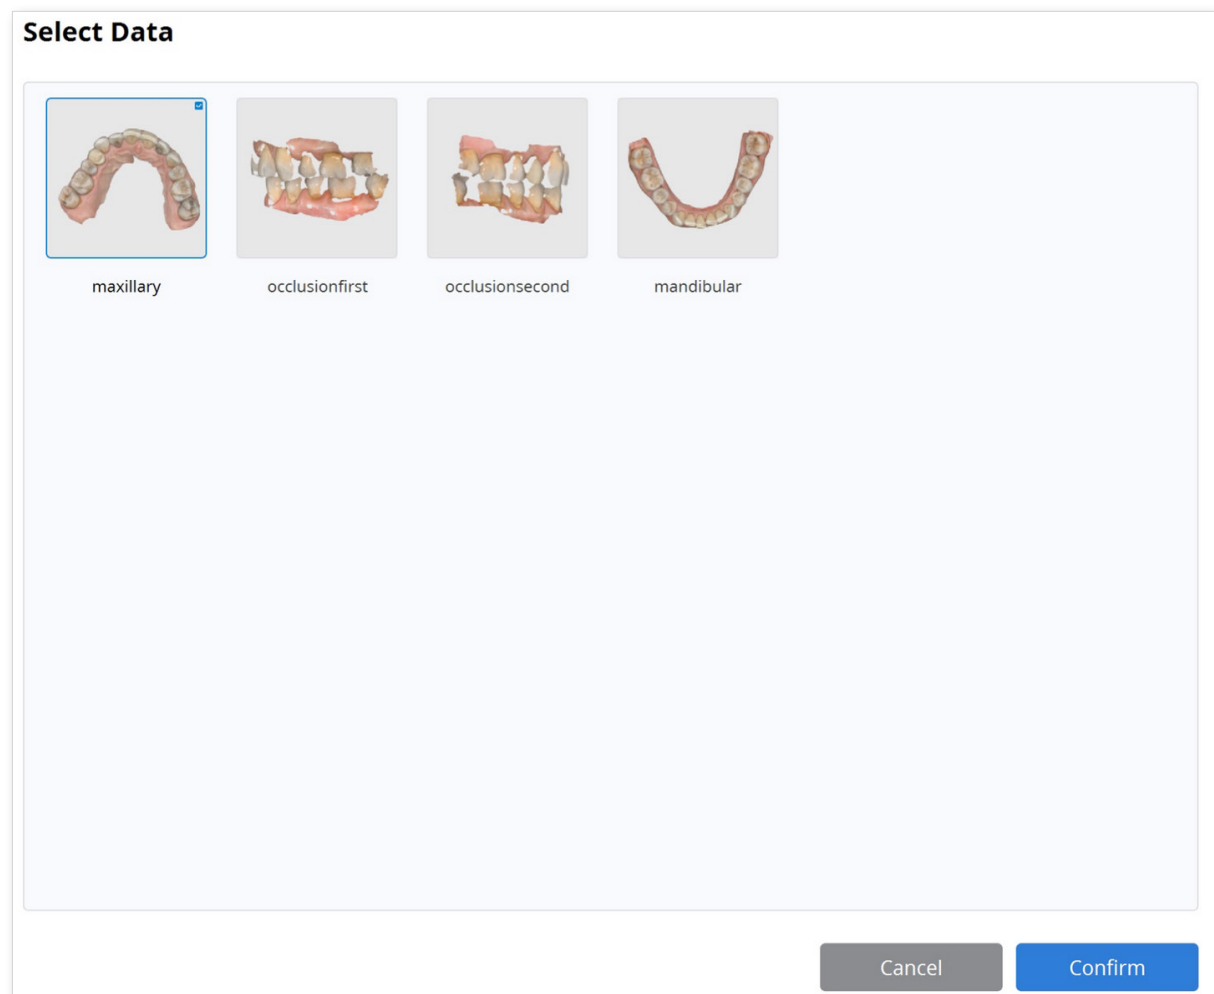 Select Data
maxillary
occlusionfirst
occlusionsecond
mandibular
Cancel
Confirm